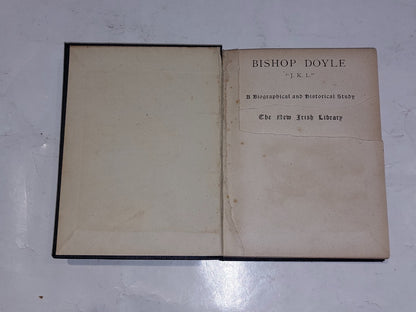 BISHOP DOYLE
"J. K. L."
A Biographical and Historical Study
The New Irish Library